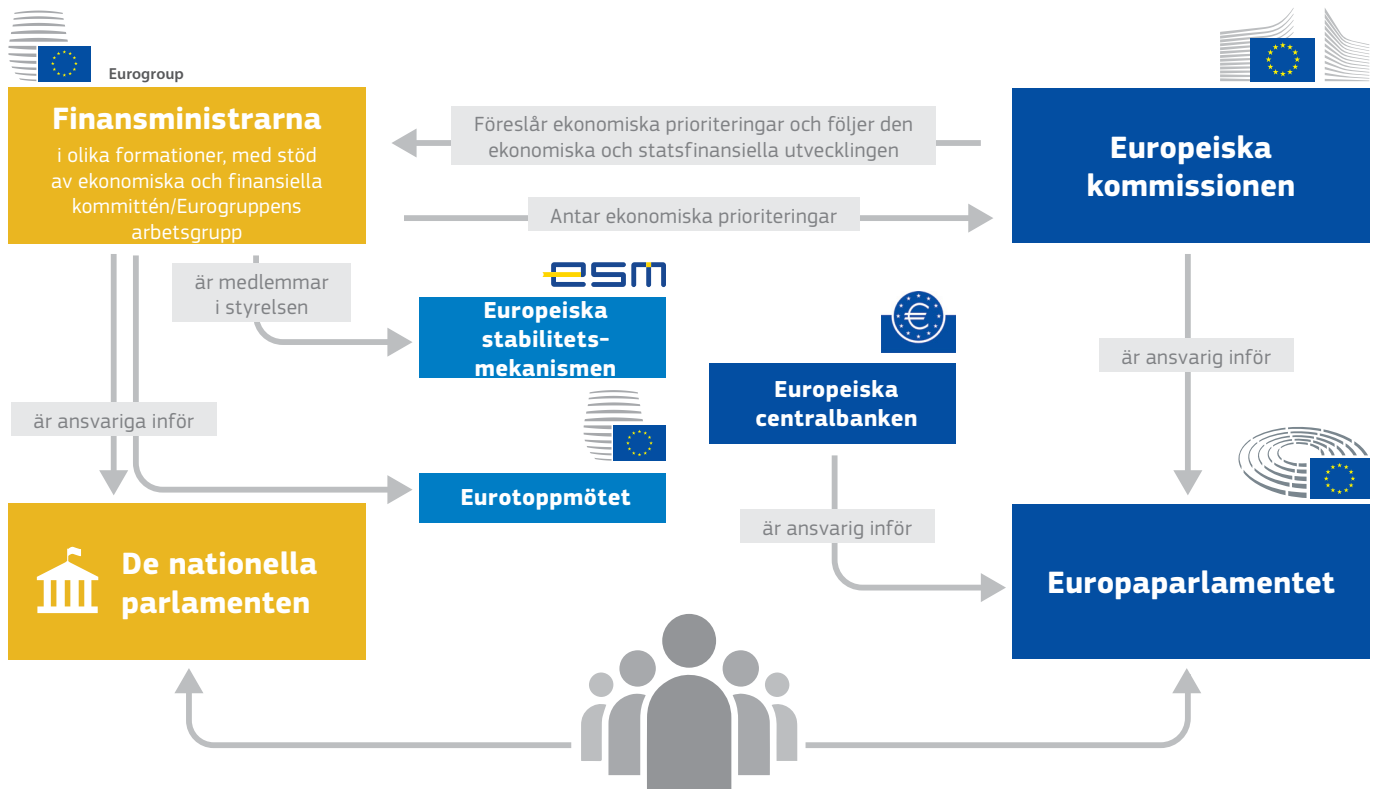 Eurogroup
Finansministrarna
i olika formationer, med stöd
av ekonomiska och finansiella
kommittén/Eurogruppens
arbetsgrupp
Föreslår ekonomiska prioriteringar och följer den
ekonomiska och statsfinansiella utvecklingen
Antar ekonomiska prioriteringar
Europeiska
kommissionen
är medlemmar
i styrelsen
esm
Europeiska
stabilitets-
mekanismen
€
Europeiska
centralbanken
är ansvarig inför
är ansvariga inför
Eurotoppmötet
är ansvarig inför
De nationella
parlamenten
Europaparlamentet